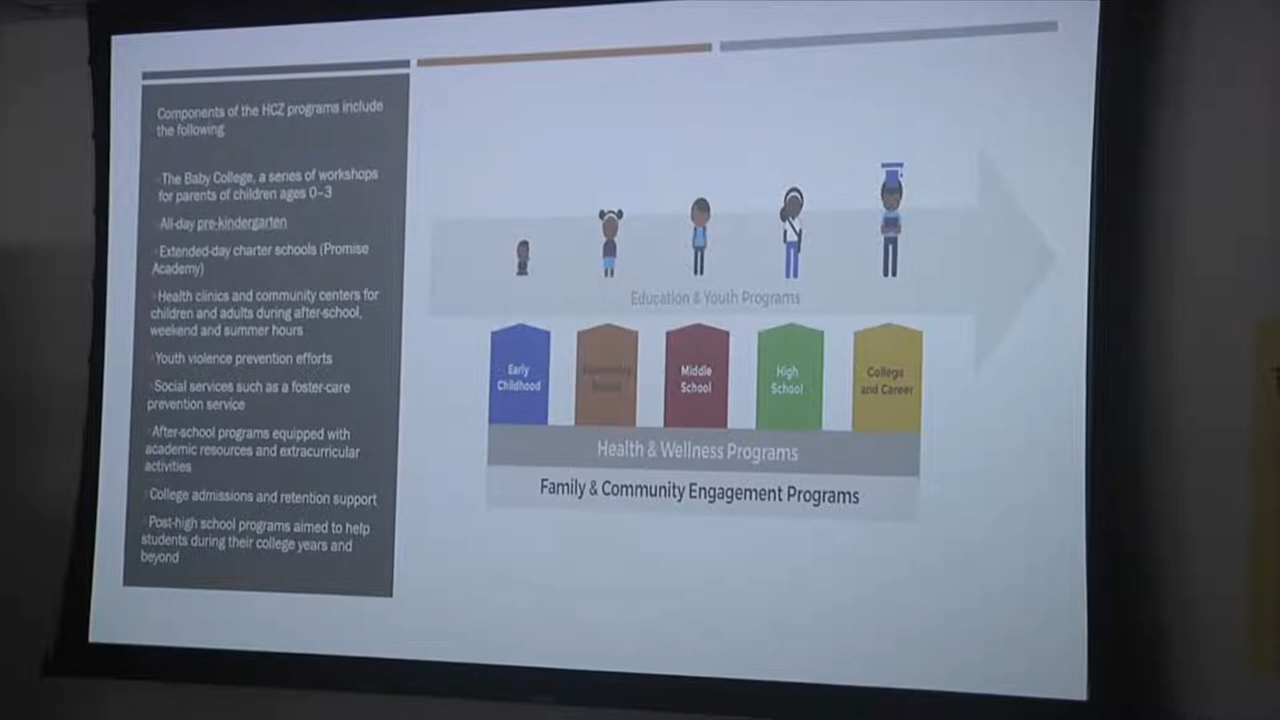 Components of the HCZ programs include
the following
The Baby College, a series of workshops
for parents of children ages 0–3
All-day pre-kindergarten
Extended-day charter schools (Promise
Academy)
Health clinics and community centers for
children and adults during after-school,
weekend and summer hours
Youth violence prevention efforts
Social services such as a foster-care
prevention service
After-school programs equipped with
academic resources and extracurricular
activities
College admissions and retention support
Post-high school programs aimed to help
students during their college years and
beyond
Education & Youth Programs
Early
Childhood
School
Middle
School
High
School
College
and Career
Health & Wellness Programs
Family & Community Engagement Programs